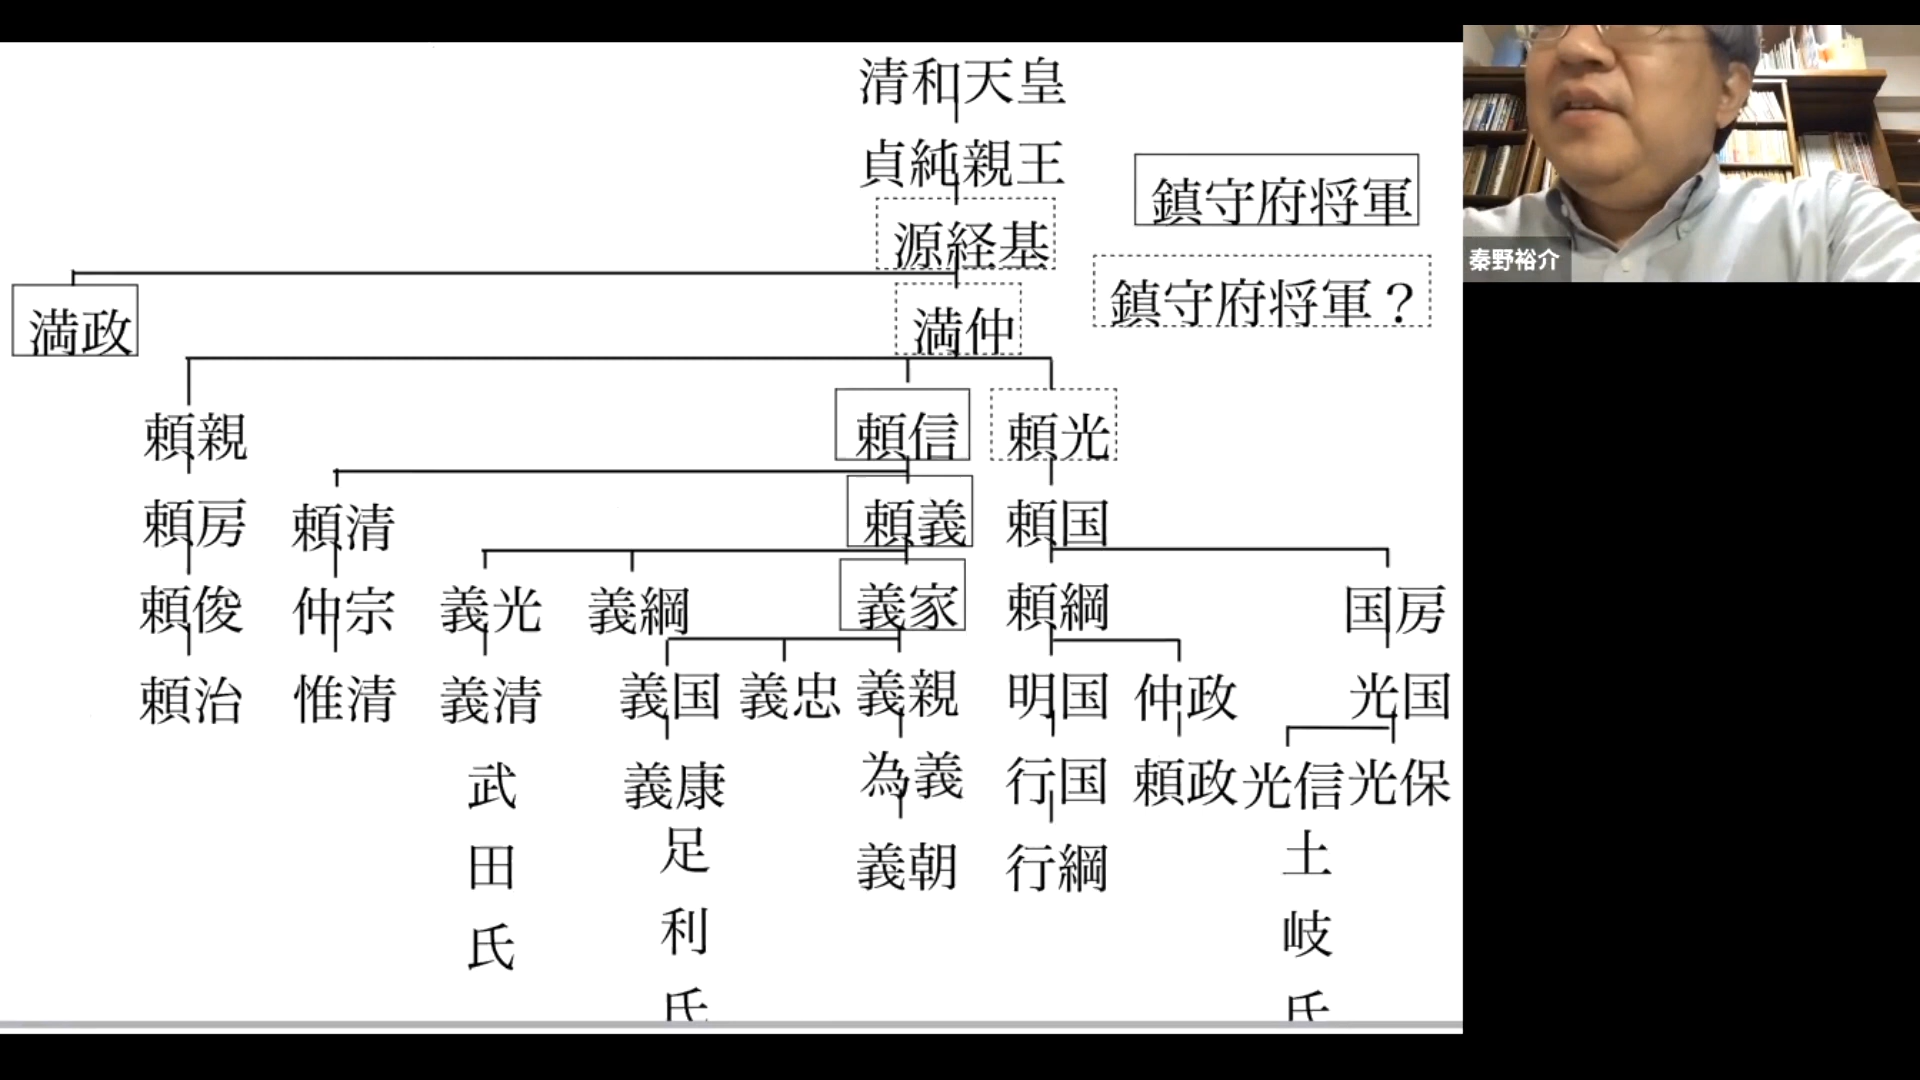 清和天皇
貞純親王
鎮守府将軍
源経基
秦野裕介
鎮守府将軍？
満政
満仲
頼親
頼信
頼光
頼房
頼清
頼義
頼国
頼俊
仲宗
義光
義綱
義家
頼綱
国房
頼治
惟清
義清
義国
義忠
義親
明国
仲政
光国
武田氏
義康
為義
行国
頼政
光信
光保
足利氏
義朝
行綱
土岐氏